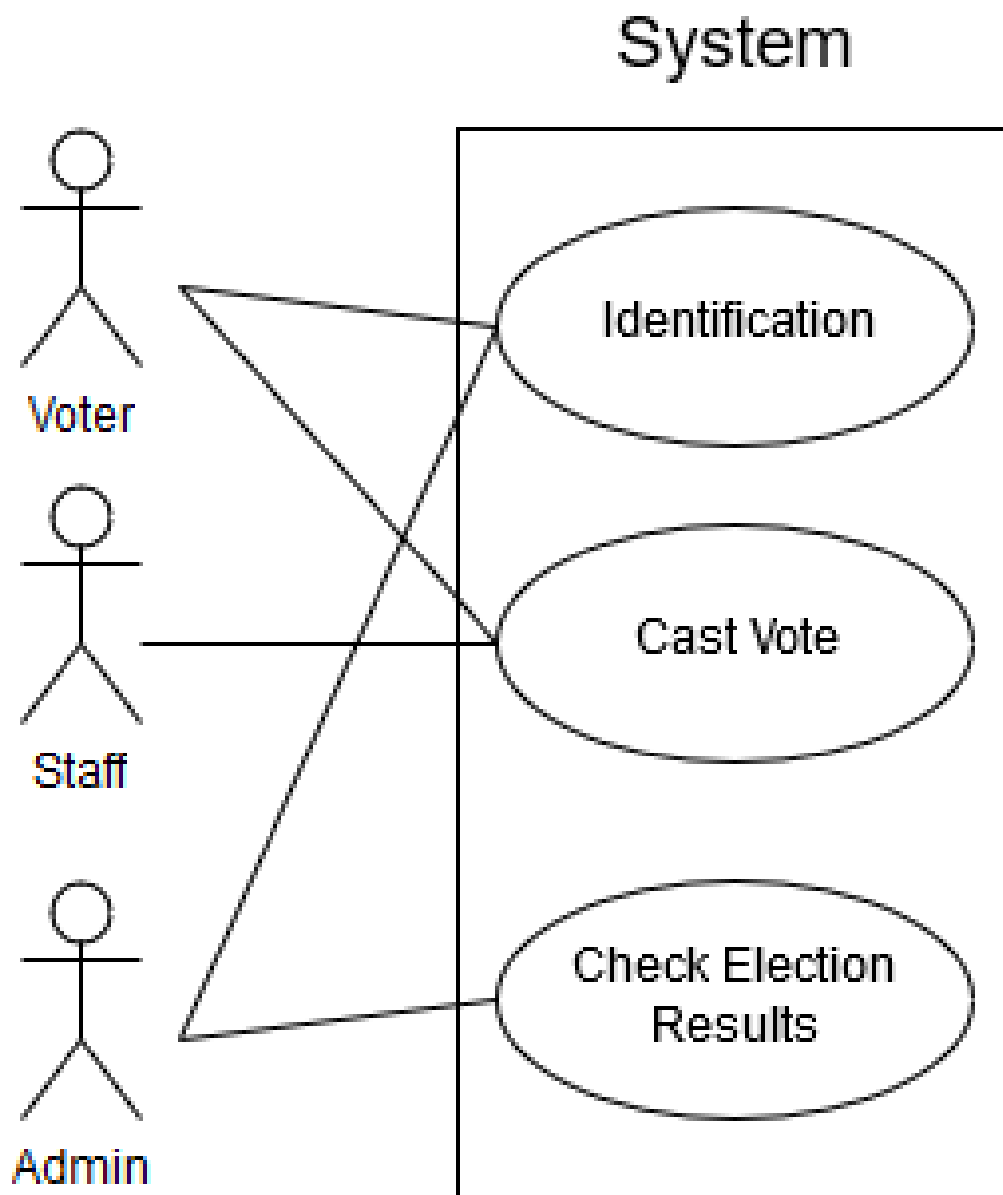 System
Identification
Voter
Cast Vote
Staff
Check Election
Results
Admin